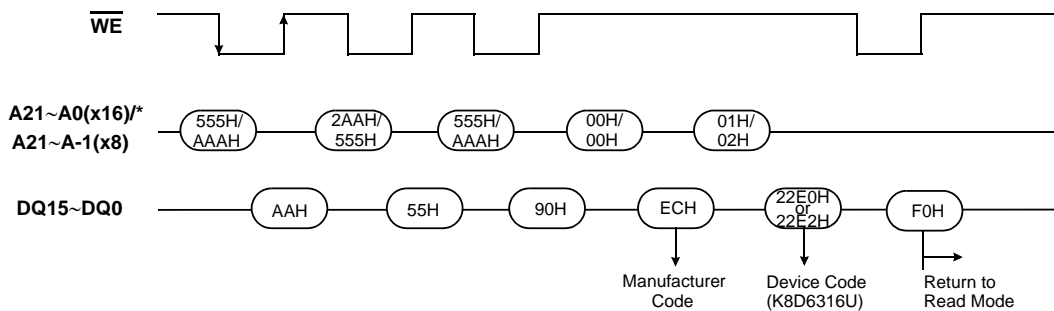 WE
A21~A0(x16)/*
A21~A-1(x8)
555H/
AAAH
2AAH/
555H
555H/
AAAH
00H/
00H
01H/
02H
DQ15~DQ0
AAH
55H
90H
ECH
22E0H
or
22E2H
F0H
Manufacturer
Code
Device Code
(K8D6316U)
Return to
Read Mode